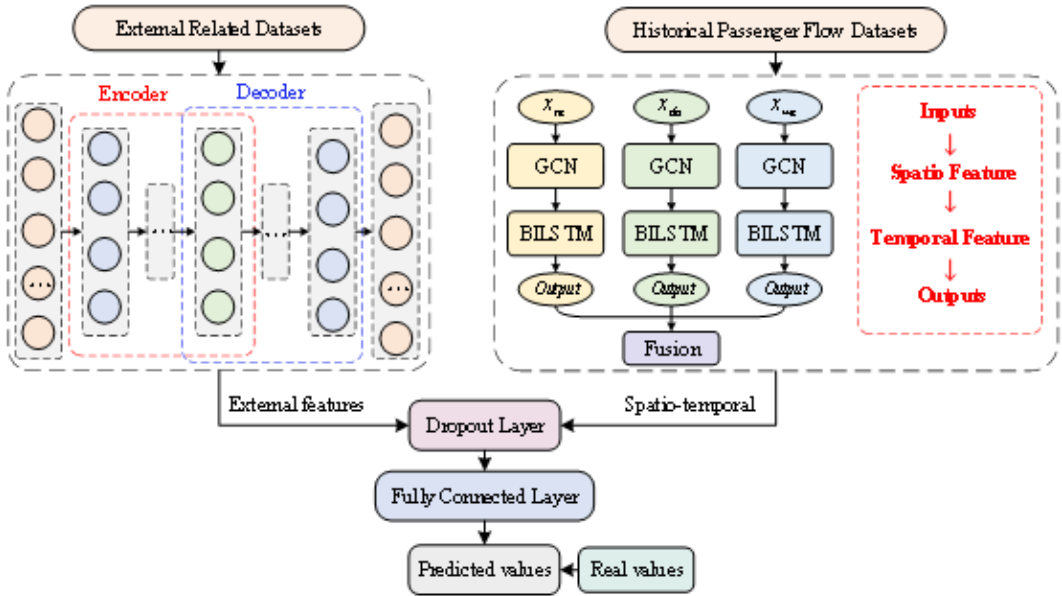 External Related Datasets
Historical Passenger Flow Datasets
Encoder
Decoder
...
...
...
...
X
X
X
GCN
GCN
GCN
BILSTM
BILSTM
BILSTM
Output
Output
Output
Fusion
Inputs
Spatio Feature
Temporal Feature
Outputs
External features
Spatio-temporal
Dropout Layer
Fully Connected Layer
Predicted values
Real values